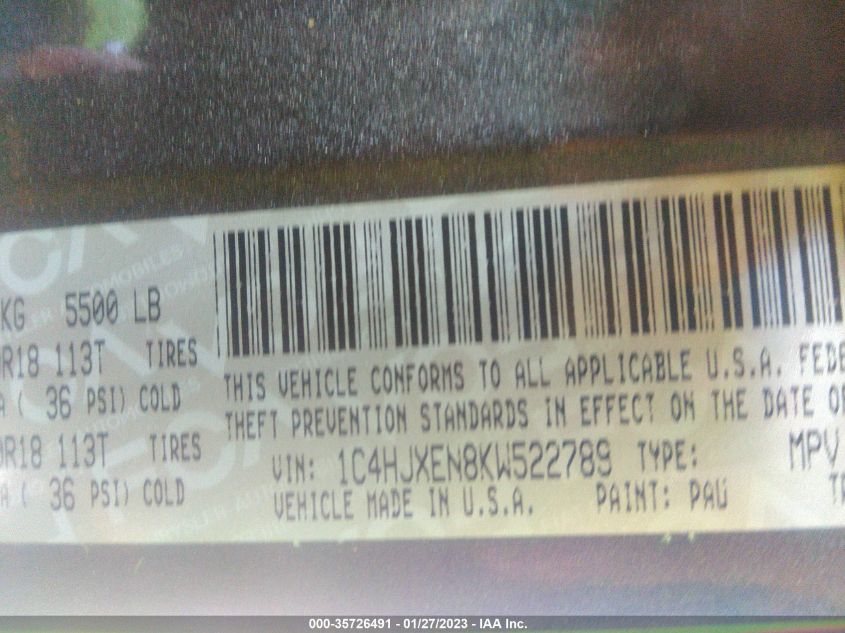 KG 5500 LB
R18 113T TIRES
( 36 PSI) COLD
R18 113T TIRES
( 36 PSI) COLD
THIS VEHICLE CONFORMS TO ALL APPLICABLE U.S.A. FEDE
THEFT PREVENTION STANDARDS IN EFFECT ON THE DATE O
VIN: 1C4HJXEN8KW522789 TYPE: MPV
VEHICLE MADE IN U.S.A. PAINT: PAU TR
000-35726491 - 01/27/2023 - IAA Inc.